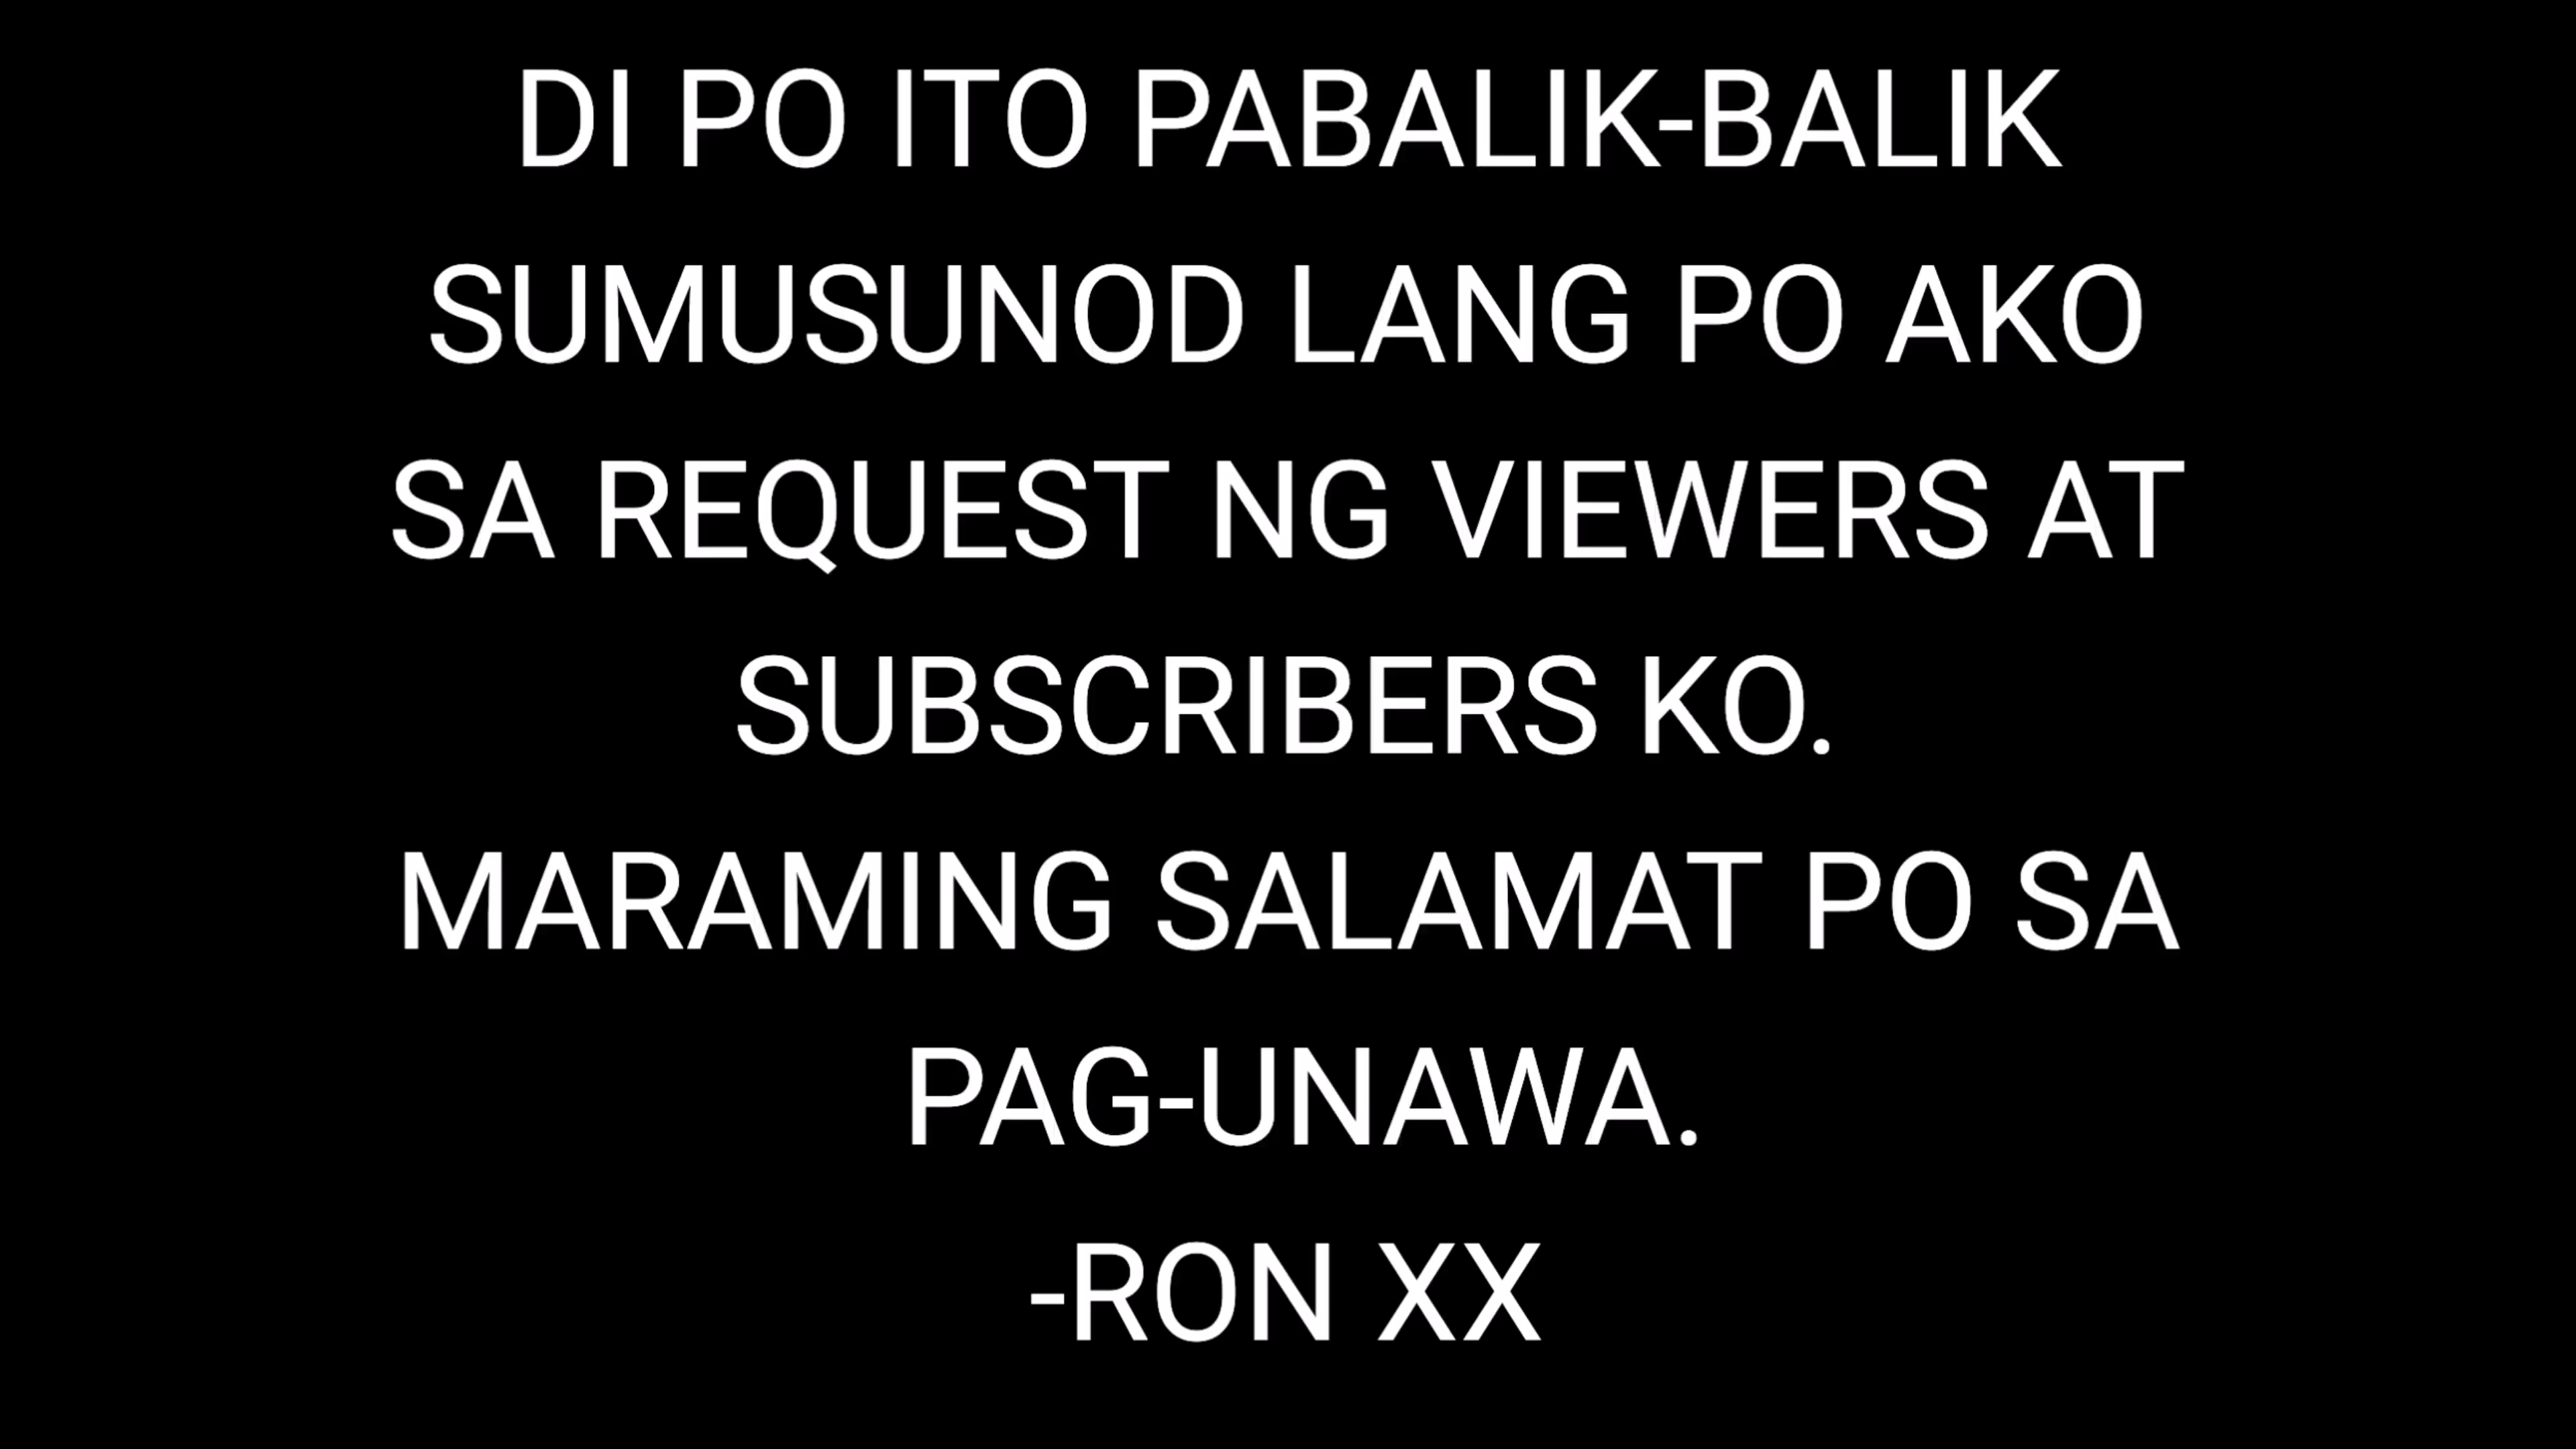 DI PO ITO PABALIK-BALIK
SUMUSUNOD LANG PO AKO
SA REQUEST NG VIEWERS AT
SUBSCRIBERS KO.
MARAMING SALAMAT PO SA
PAG-UNAWA.
-RON XX